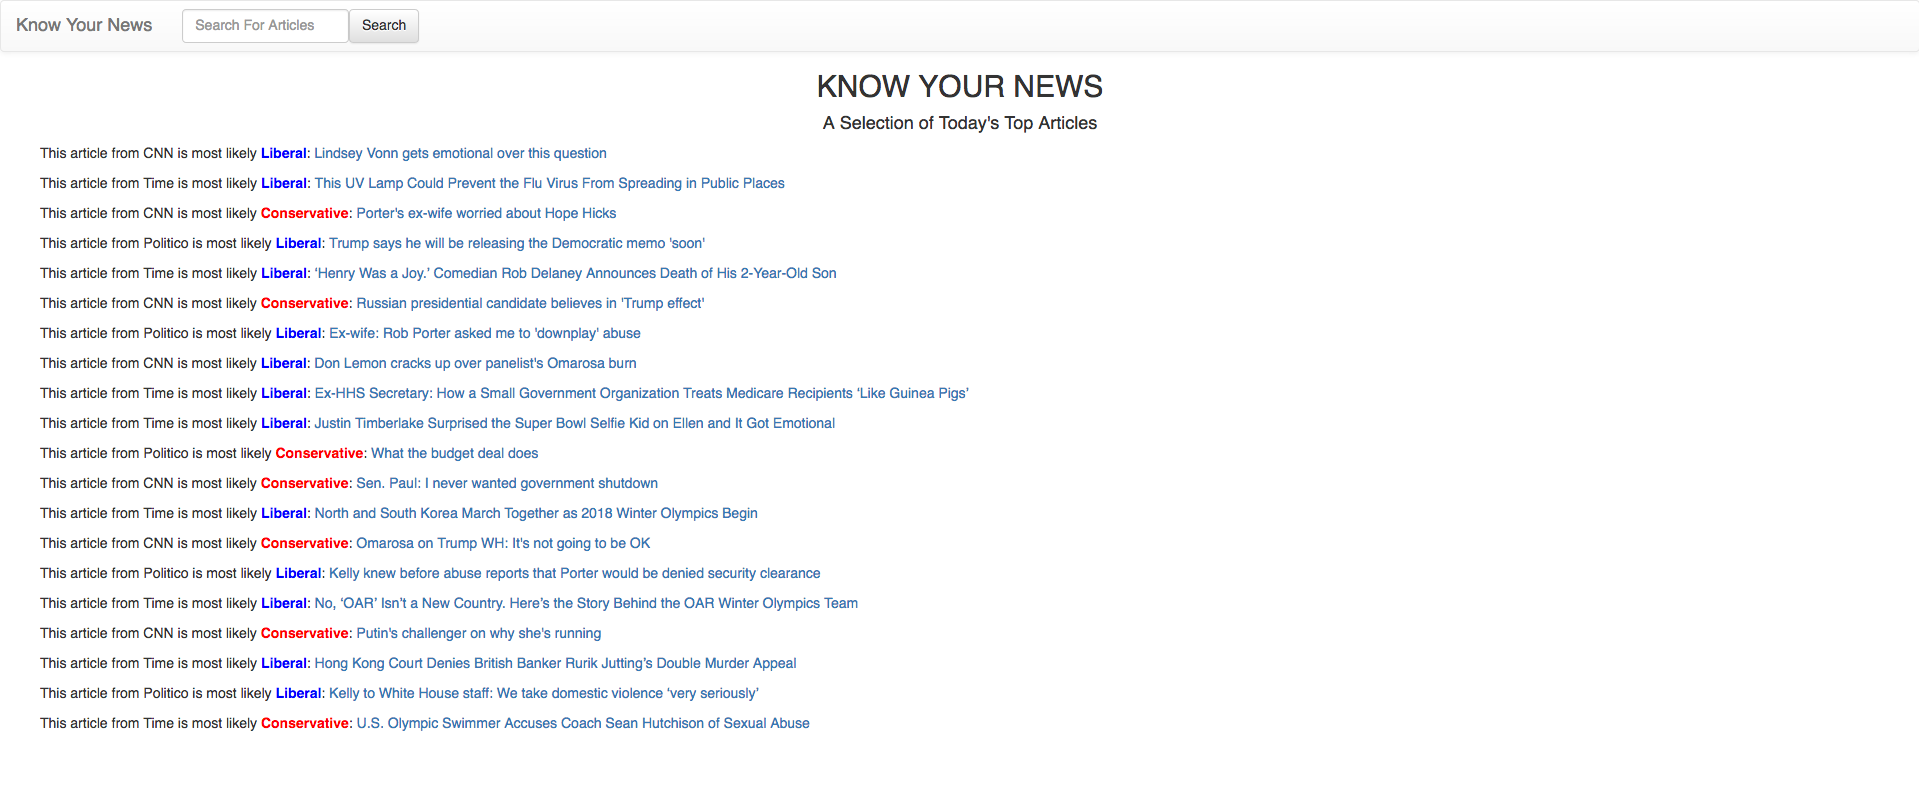 Know Your News Search For Articles Search
KNOW YOUR NEWS
A Selection of Today's Top Articles
This article from CNN is most likely Liberal: Lindsey Vonn gets emotional over this question
This article from Time is most likely Liberal: This UV Lamp Could Prevent the Flu Virus From Spreading in Public Places
This article from CNN is most likely Conservative: Porter's ex-wife worried about Hope Hicks
This article from Politico is most likely Liberal: Trump says he will be releasing the Democratic memo 'soon'
This article from Time is most likely Liberal: ‘Henry Was a Joy.’ Comedian Rob Delaney Announces Death of His 2-Year-Old Son
This article from CNN is most likely Conservative: Russian presidential candidate believes in 'Trump effect'
This article from Politico is most likely Liberal: Ex-wife: Rob Porter asked me to 'downplay' abuse
This article from CNN is most likely Liberal: Don Lemon cracks up over panelist's Omarosa burn
This article from Time is most likely Liberal: Ex-HHS Secretary: How a Small Government Organization Treats Medicare Recipients ‘Like Guinea Pigs’
This article from Time is most likely Liberal: Justin Timberlake Surprised the Super Bowl Selfie Kid on Ellen and It Got Emotional
This article from Politico is most likely Conservative: What the budget deal does
This article from CNN is most likely Conservative: Sen. Paul: I never wanted government shutdown
This article from Time is most likely Liberal: North and South Korea March Together as 2018 Winter Olympics Begin
This article from CNN is most likely Conservative: Omarosa on Trump WH: It's not going to be OK
This article from Politico is most likely Liberal: Kelly knew before abuse reports that Porter would be denied security clearance
This article from Time is most likely Liberal: No, ‘OAR’ Isn’t a New Country. Here’s the Story Behind the OAR Winter Olympics Team
This article from CNN is most likely Conservative: Putin's challenger on why she's running
This article from Time is most likely Liberal: Hong Kong Court Denies British Banker Rurik Jutting’s Double Murder Appeal
This article from Politico is most likely Liberal: Kelly to White House staff: We take domestic violence ‘very seriously’
This article from Time is most likely Conservative: U.S. Olympic Swimmer Accuses Coach Sean Hutchison of Sexual Abuse